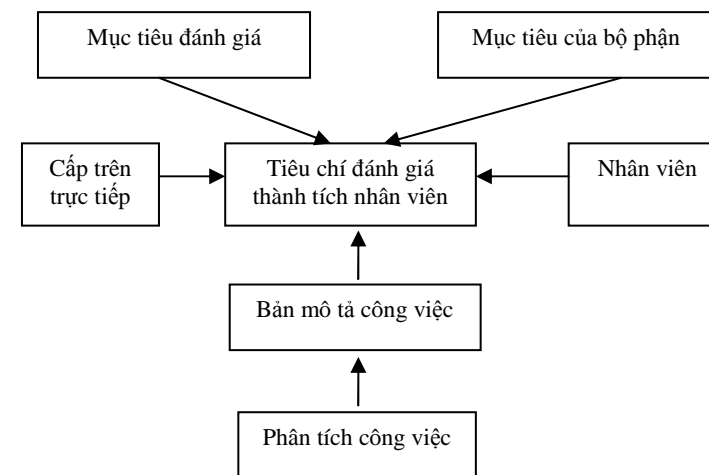 Mục tiêu đánh giá
Mục tiêu của bộ phận
Cấp trên
trực tiếp
Tiêu chí đánh giá
thành tích nhân viên
Nhân viên
Bản mô tả công việc
Phân tích công việc